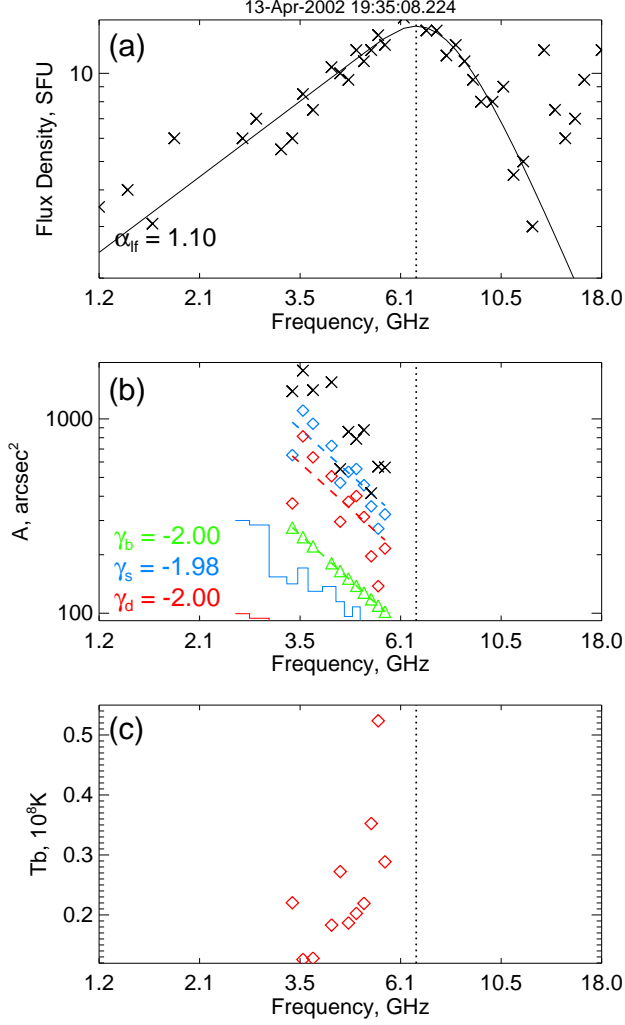 13-Apr-2002 19:35:08.224
(a)
10
Flux Density, SFU
α_lf = 1.10
1.2 2.1 3.5 6.1 10.5 18.0
Frequency, GHz
(b)
1000
A, arcsec²
γ_b = -2.00
γ_s = -1.98
γ_d = -2.00
100
1.2 2.1 3.5 6.1 10.5 18.0
Frequency, GHz
(c)
0.5
0.4
0.3
0.2
Tb, 10⁸K
1.2 2.1 3.5 6.1 10.5 18.0
Frequency, GHz